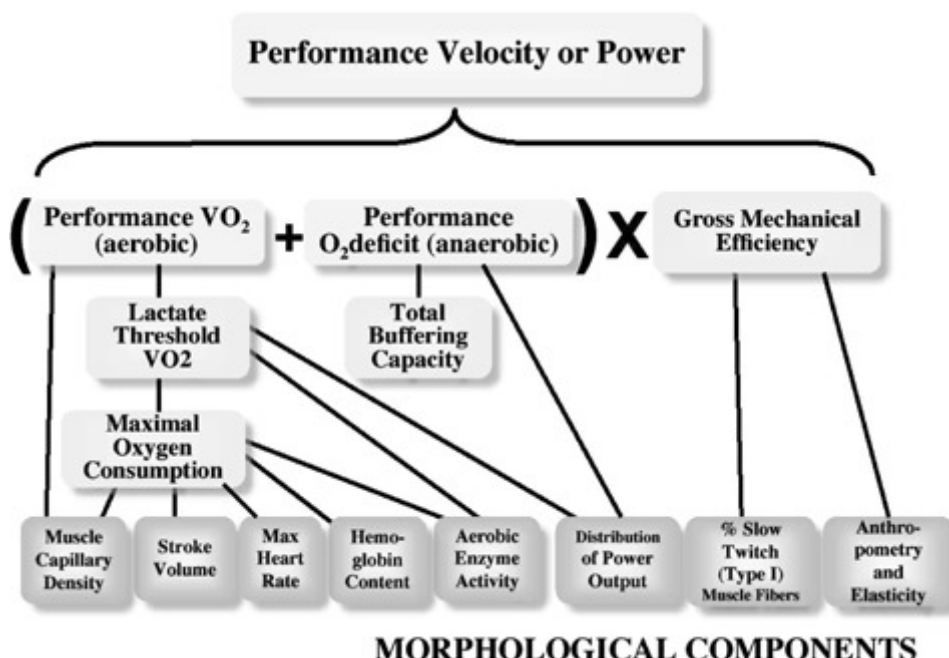 Performance Velocity or Power
(
Performance VO₂
(aerobic)
+
Performance
O₂deficit (anaerobic)
)
X
Gross Mechanical
Efficiency
Lactate
Threshold
VO2
Total
Buffering
Capacity
Maximal
Oxygen
Consumption
Muscle
Capillary
Density
Stroke
Volume
Max
Heart
Rate
Hemo-
globin
Content
Aerobic
Enzyme
Activity
Distribution
of Power
Output
% Slow
Twitch
(Type I)
Muscle Fibers
Anthro-
pometry
and
Elasticity
MORPHOLOGICAL COMPONENTS